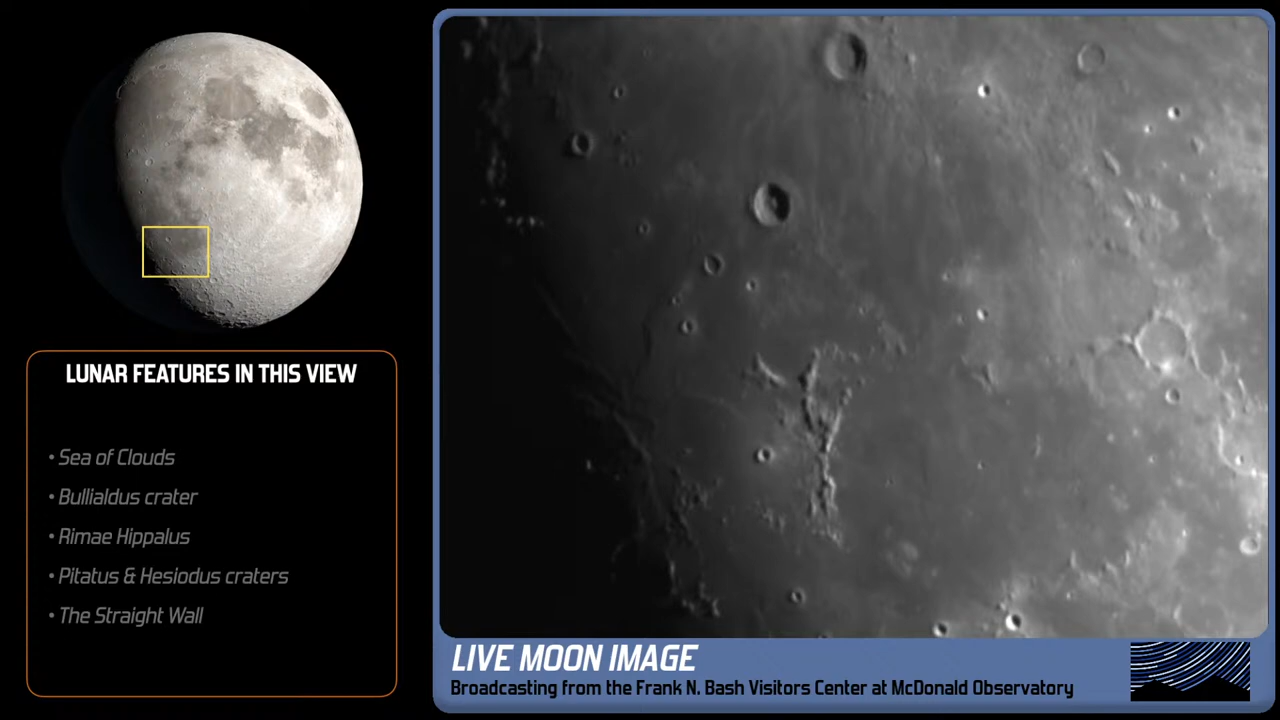 LUNAR FEATURES IN THIS VIEW
• Sea of Clouds
• Bullialdus crater
• Rimae Hippalus
• Pitatus & Hesiodus craters
• The Straight Wall
LIVE MOON IMAGE
Broadcasting from the Frank N. Bash Visitors Center at McDonald Observatory